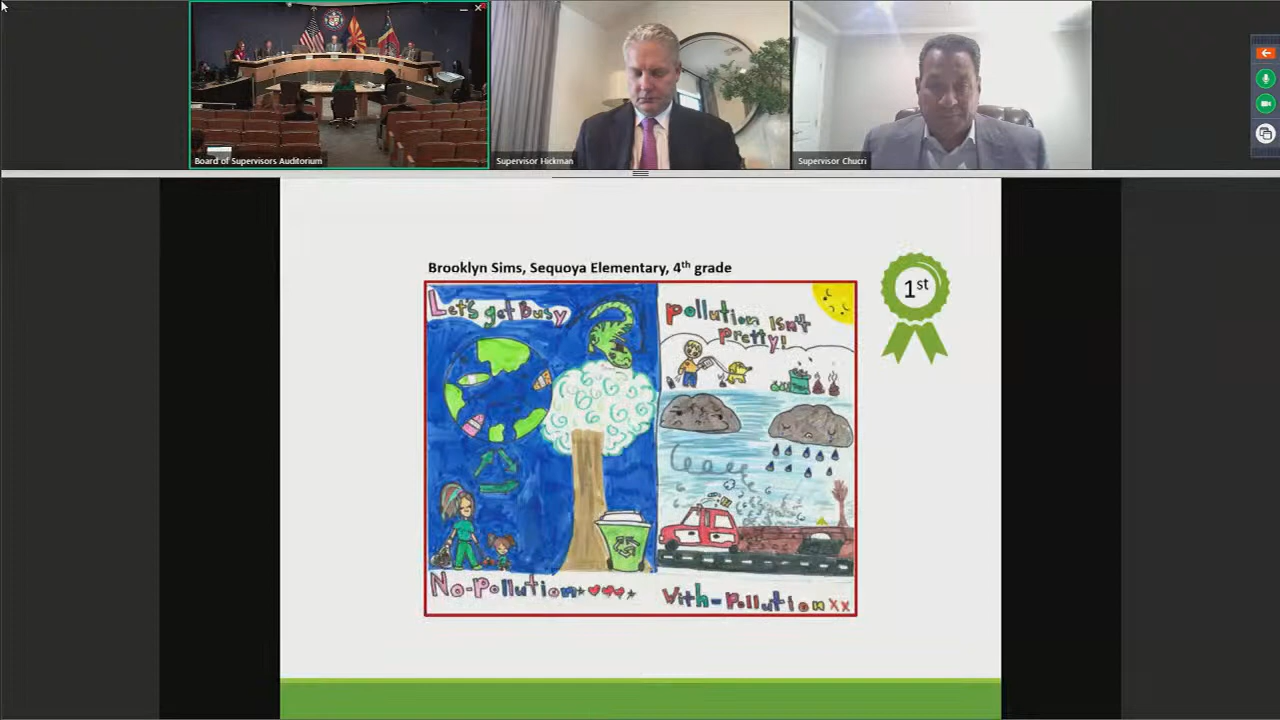 Board of Supervisors Auditorium
Supervisor Hickman
Supervisor Chucri
Brooklyn Sims, Sequoya Elementary, 4th grade
1st
Let's get Busy
pollution isn't
pretty!
No-pollution
With-pollution xx